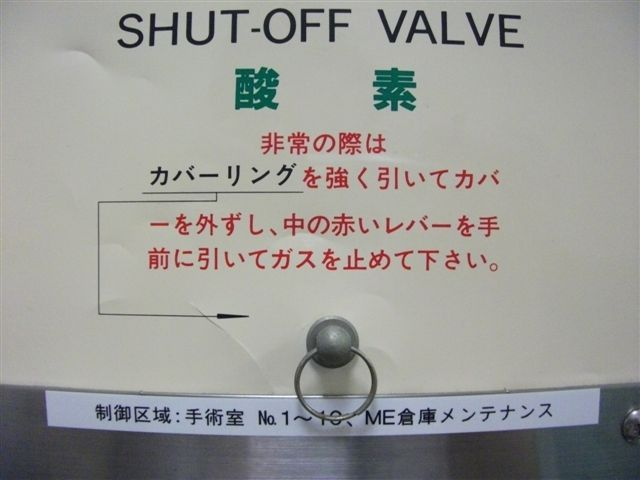 SHUT-OFF VALVE
酸 素
非常の際は
カバーリングを強く引いてカバ
ーを外ずし、中の赤いレバーを手
前に引いてガスを止めて下さい。
制御区域:手術室 №1~10、ME倉庫メンテナンス